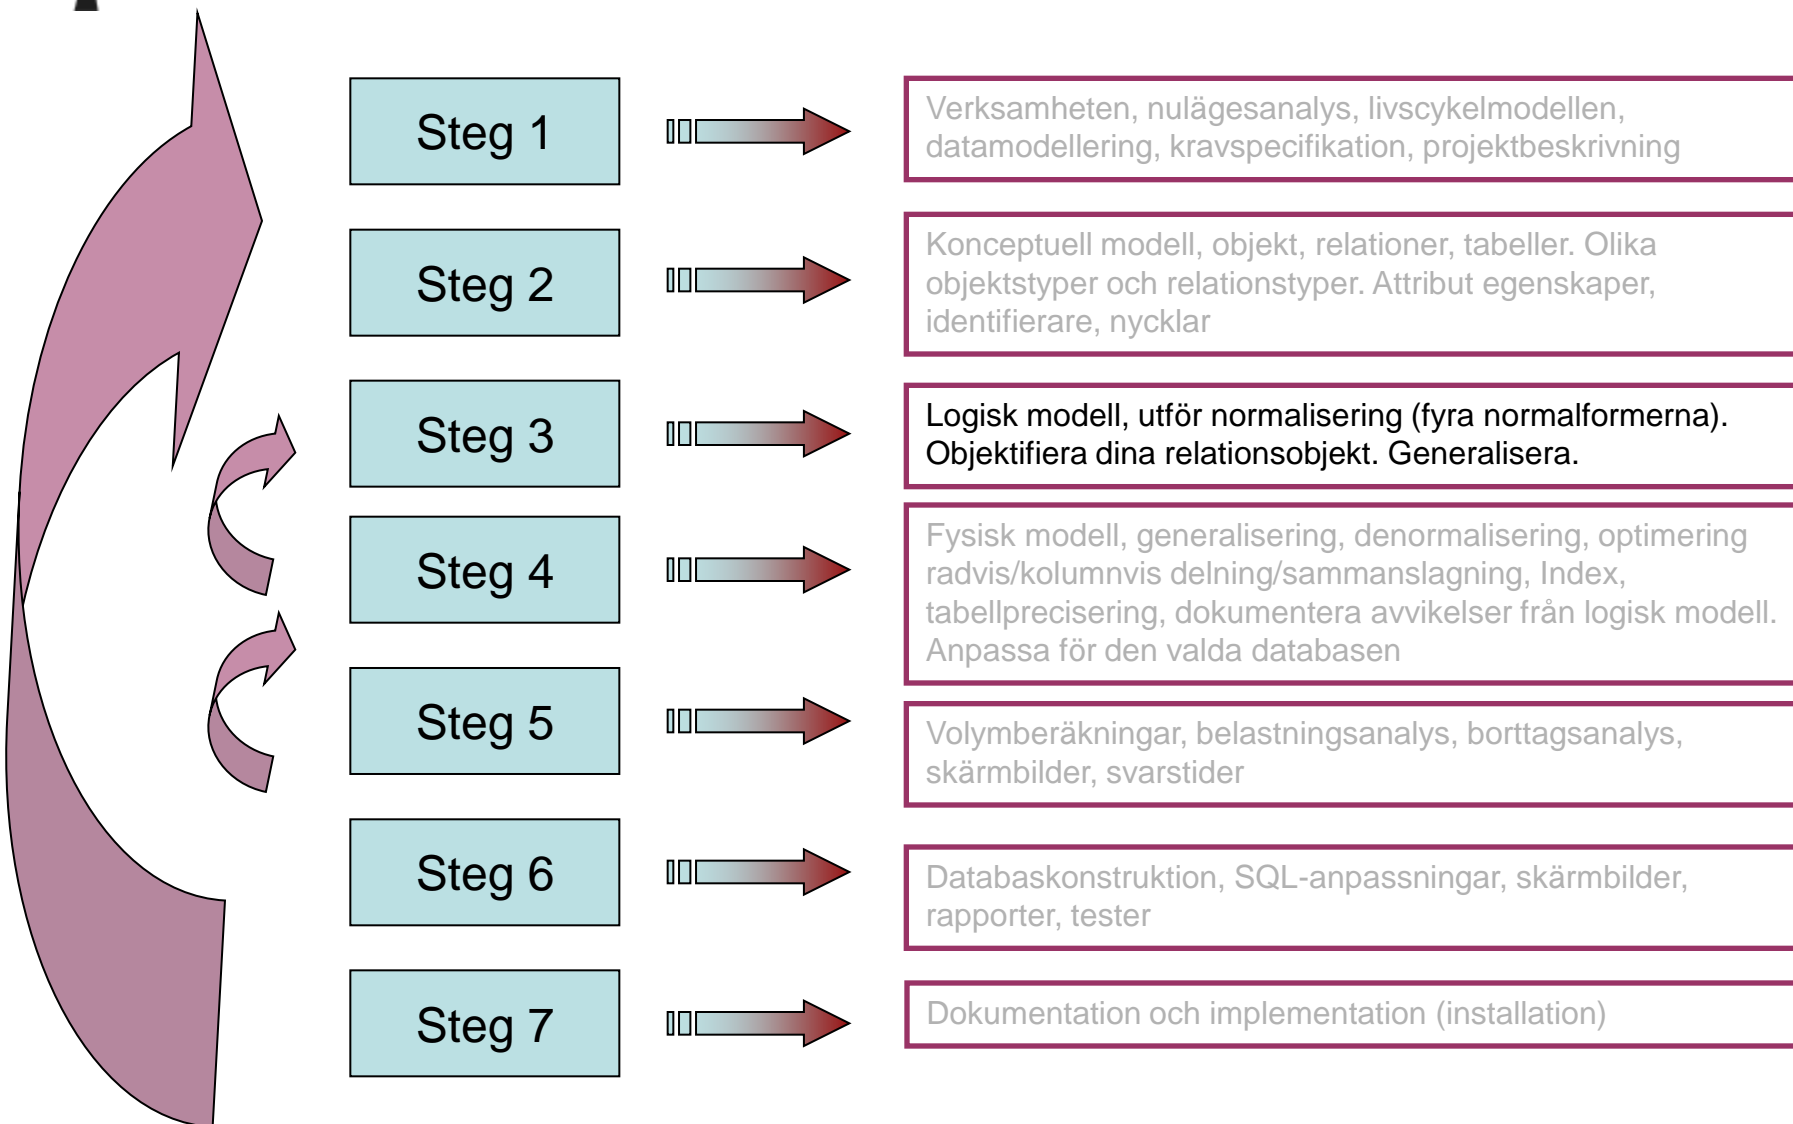 Steg 1
Verksamheten, nulägesanalys, livscykelmodellen,
datamodellering, kravspecifikation, projektbeskrivning
Steg 2
Konceptuell modell, objekt, relationer, tabeller. Olika
objektstyper och relationstyper. Attribut egenskaper,
identifierare, nycklar
Steg 3
Logisk modell, utför normalisering (fyra normalformerna).
Objektifiera dina relationsobjekt. Generalisera.
Steg 4
Fysisk modell, generalisering, denormalisering, optimering
radvis/kolumnvis delning/sammanslagning, Index,
tabellprecisering, dokumentera avvikelser från logisk modell.
Anpassa för den valda databasen
Steg 5
Volymberäkningar, belastningsanalys, borttagsanalys,
skärmbilder, svarstider
Steg 6
Databaskonstruktion, SQL-anpassningar, skärmbilder,
rapporter, tester
Steg 7
Dokumentation och implementation (installation)